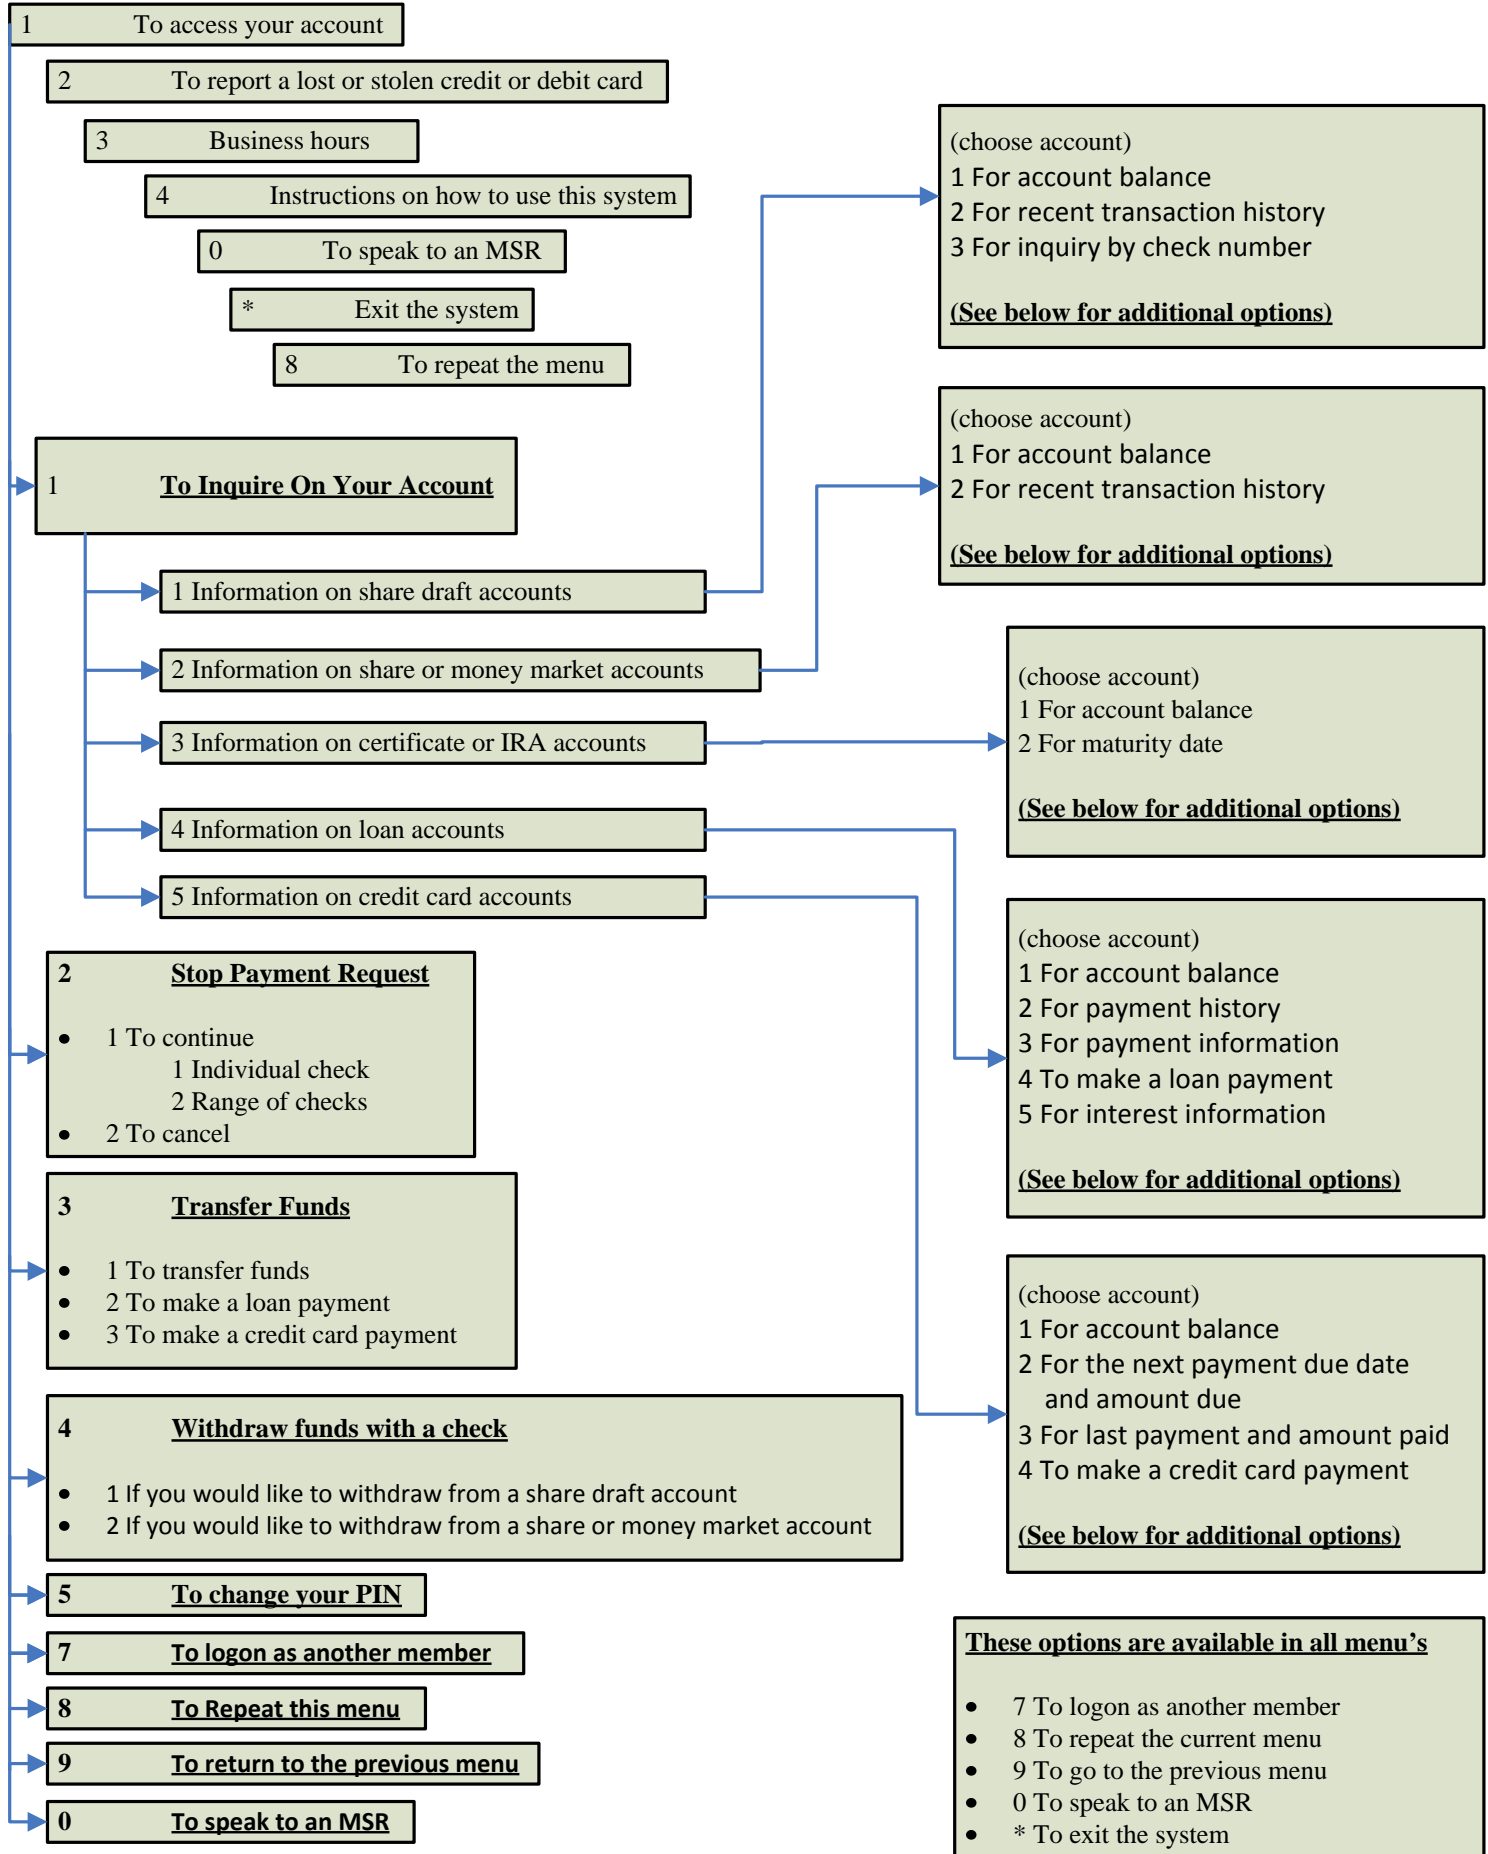 1 To access your account
2 To report a lost or stolen credit or debit card
3 Business hours
4 Instructions on how to use this system
0 To speak to an MSR
* Exit the system
8 To repeat the menu
1 To Inquire On Your Account
1 Information on share draft accounts
2 Information on share or money market accounts
3 Information on certificate or IRA accounts
4 Information on loan accounts
5 Information on credit card accounts
2 Stop Payment Request
• 1 To continue
1 Individual check
2 Range of checks
• 2 To cancel
3 Transfer Funds
• 1 To transfer funds
• 2 To make a loan payment
• 3 To make a credit card payment
4 Withdraw funds with a check
• 1 If you would like to withdraw from a share draft account
• 2 If you would like to withdraw from a share or money market account
5 To change your PIN
7 To logon as another member
8 To Repeat this menu
9 To return to the previous menu
0 To speak to an MSR
(choose account)
1 For account balance
2 For recent transaction history
3 For inquiry by check number
(See below for additional options)
(choose account)
1 For account balance
2 For recent transaction history
(See below for additional options)
(choose account)
1 For account balance
2 For maturity date
(See below for additional options)
(choose account)
1 For account balance
2 For payment history
3 For payment information
4 To make a loan payment
5 For interest information
(See below for additional options)
(choose account)
1 For account balance
2 For the next payment due date
and amount due
3 For last payment and amount paid
4 To make a credit card payment
(See below for additional options)
These options are available in all menu’s
• 7 To logon as another member
• 8 To repeat the current menu
• 9 To go to the previous menu
• 0 To speak to an MSR
• * To exit the system